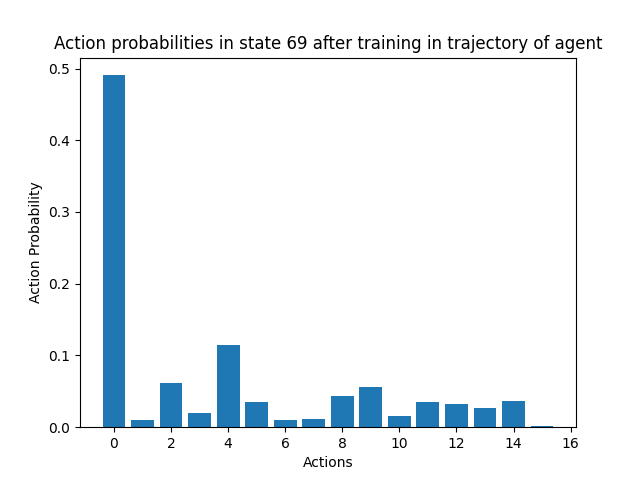 Action probabilities in state 69 after training in trajectory of agent
0.5
0.4
0.3
0.2
0.1
0.0
Action Probability
0 2 4 6 8 10 12 14 16
Actions